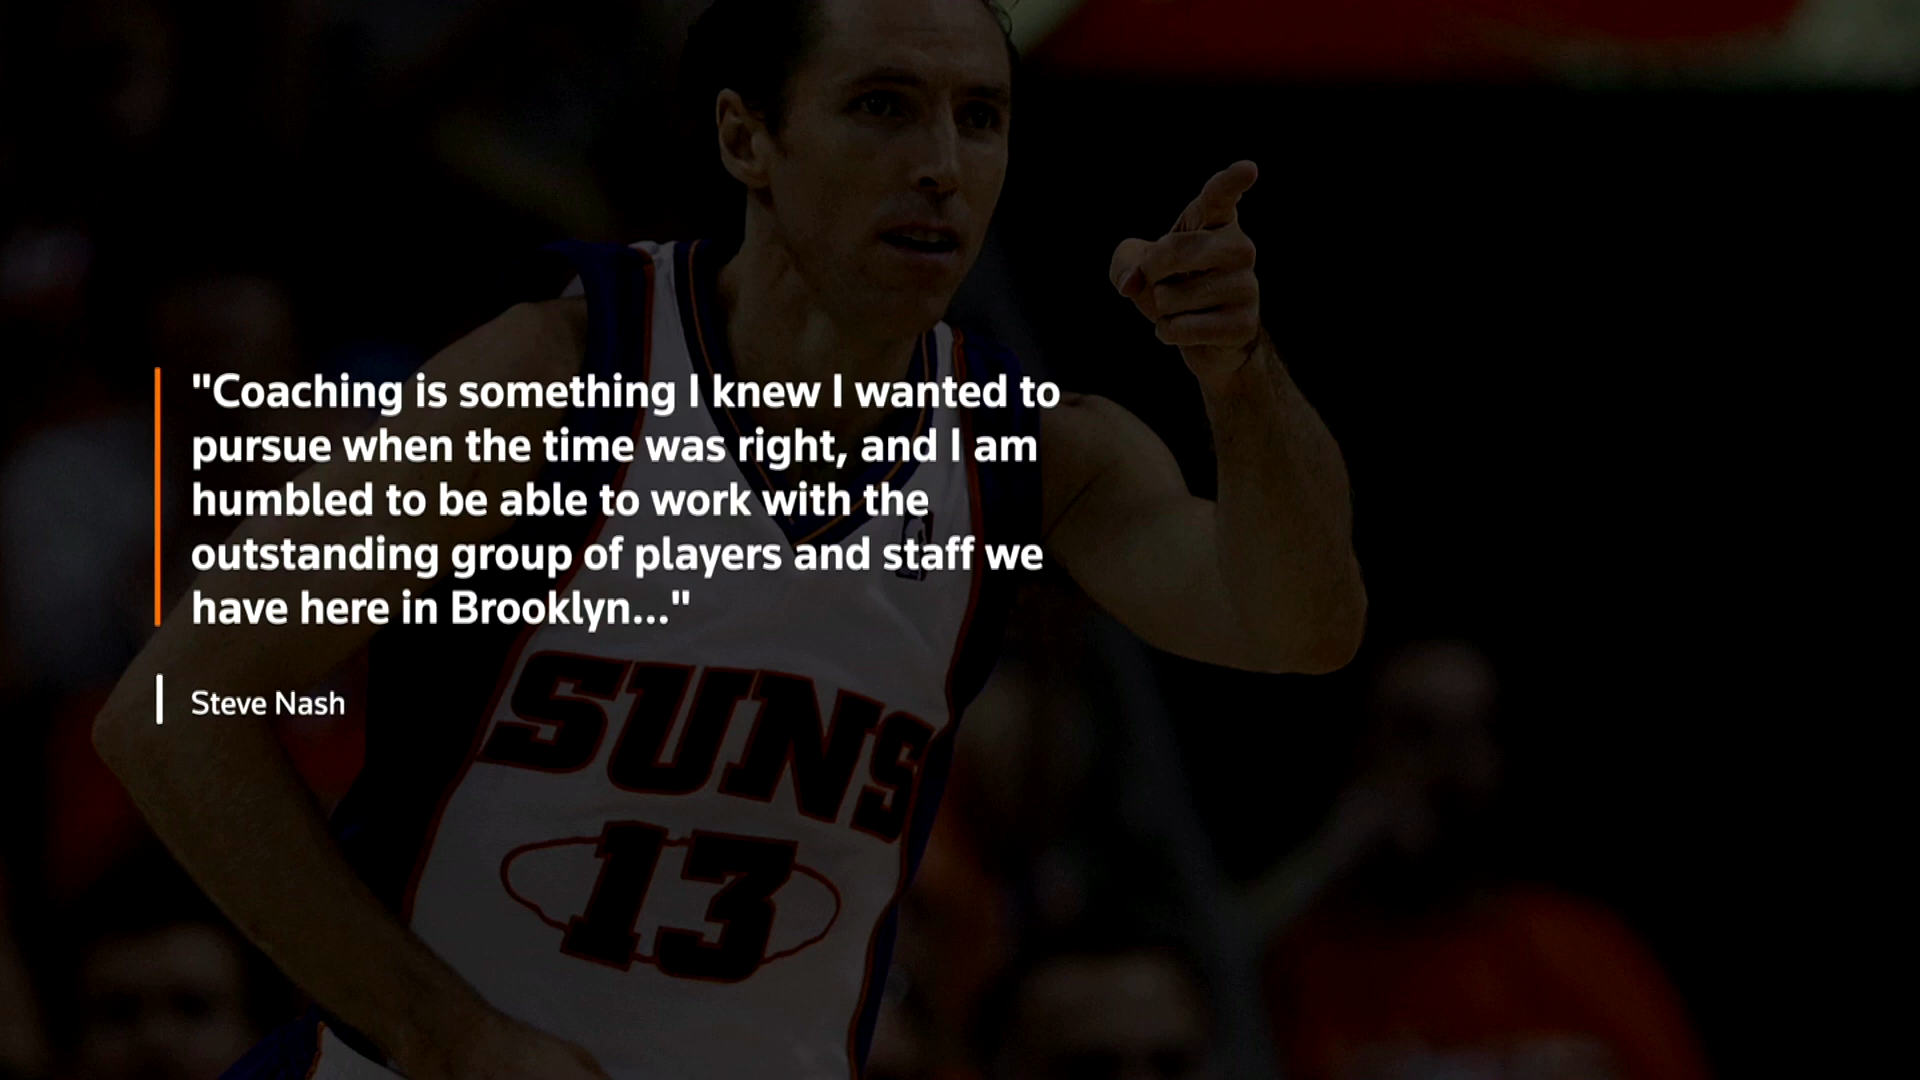 "Coaching is something I knew I wanted to
pursue when the time was right, and I am
humbled to be able to work with the
outstanding group of players and staff we
have here in Brooklyn..."
Steve Nash
SUNS
13